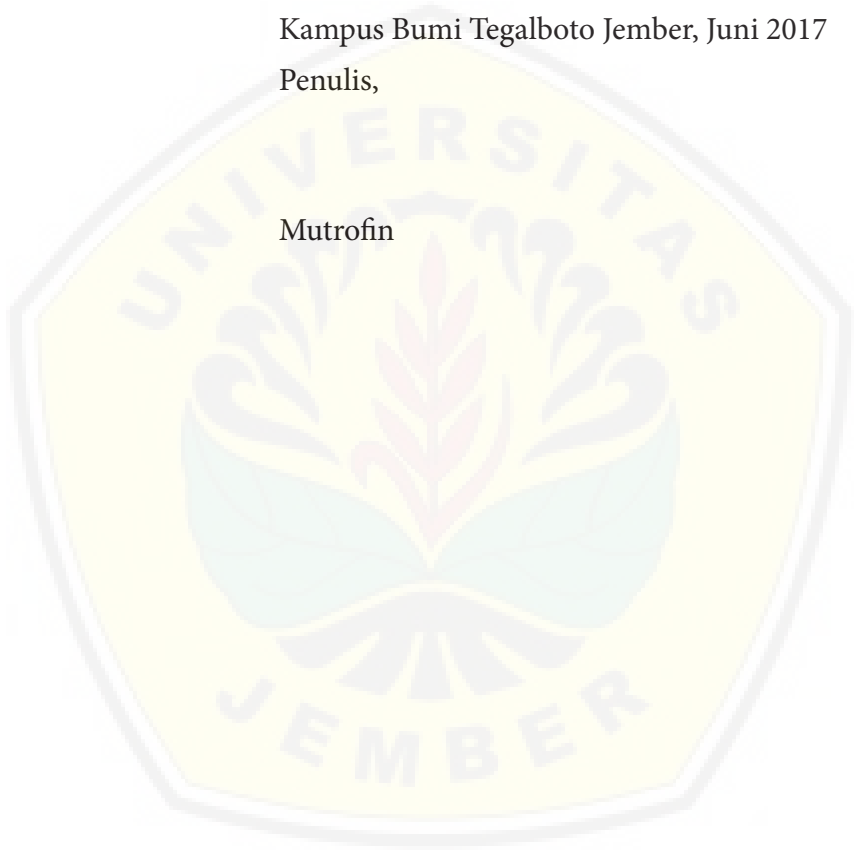 Kampus Bumi Tegalboto Jember, Juni 2017
Penulis,
Mutrofin
UNIVERSITAS
JEMBER